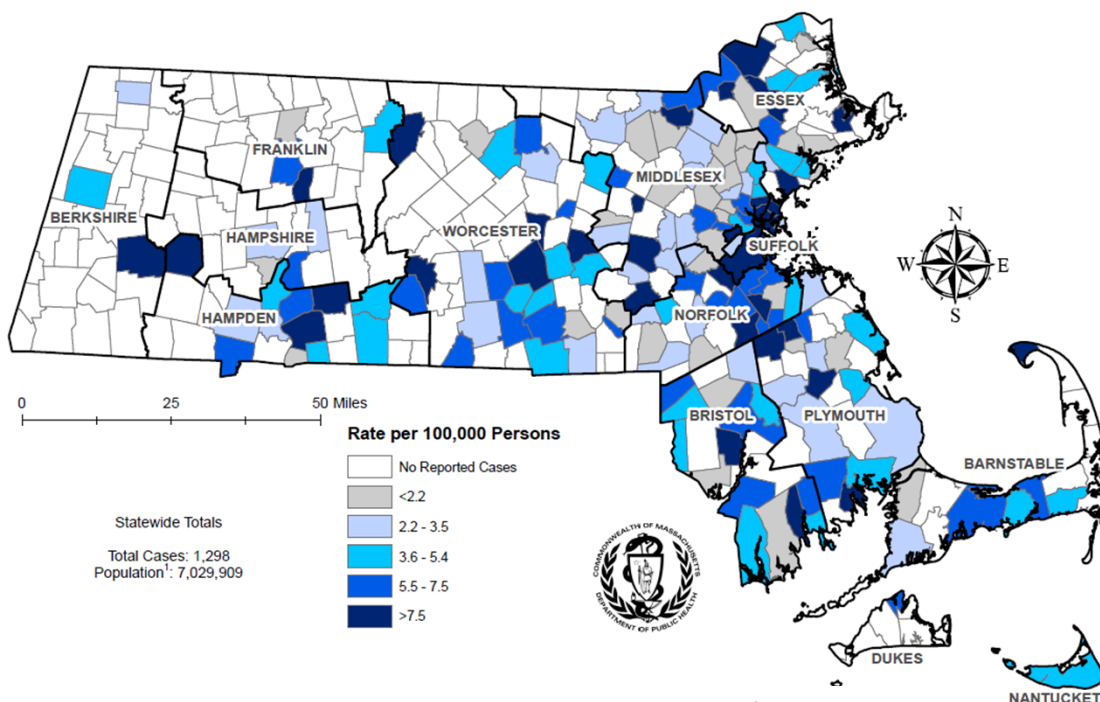 ESSEX
FRANKLIN
MIDDLESEX
BERKSHIRE
HAMPSHIRE
WORCESTER
SUFFOLK
N
W E
S
HAMPDEN
NORFOLK
0 25 50 Miles
BRISTOL
PLYMOUTH
Rate per 100,000 Persons
No Reported Cases
<2.2
2.2 - 3.5
3.6 - 5.4
5.5 - 7.5
>7.5
BARNSTABLE
Statewide Totals
Total Cases: 1,298
Population¹: 7,029,909
COMMONWEALTH OF MASSACHUSETTS
DEPARTMENT OF PUBLIC HEALTH
DUKES
NANTUCKET